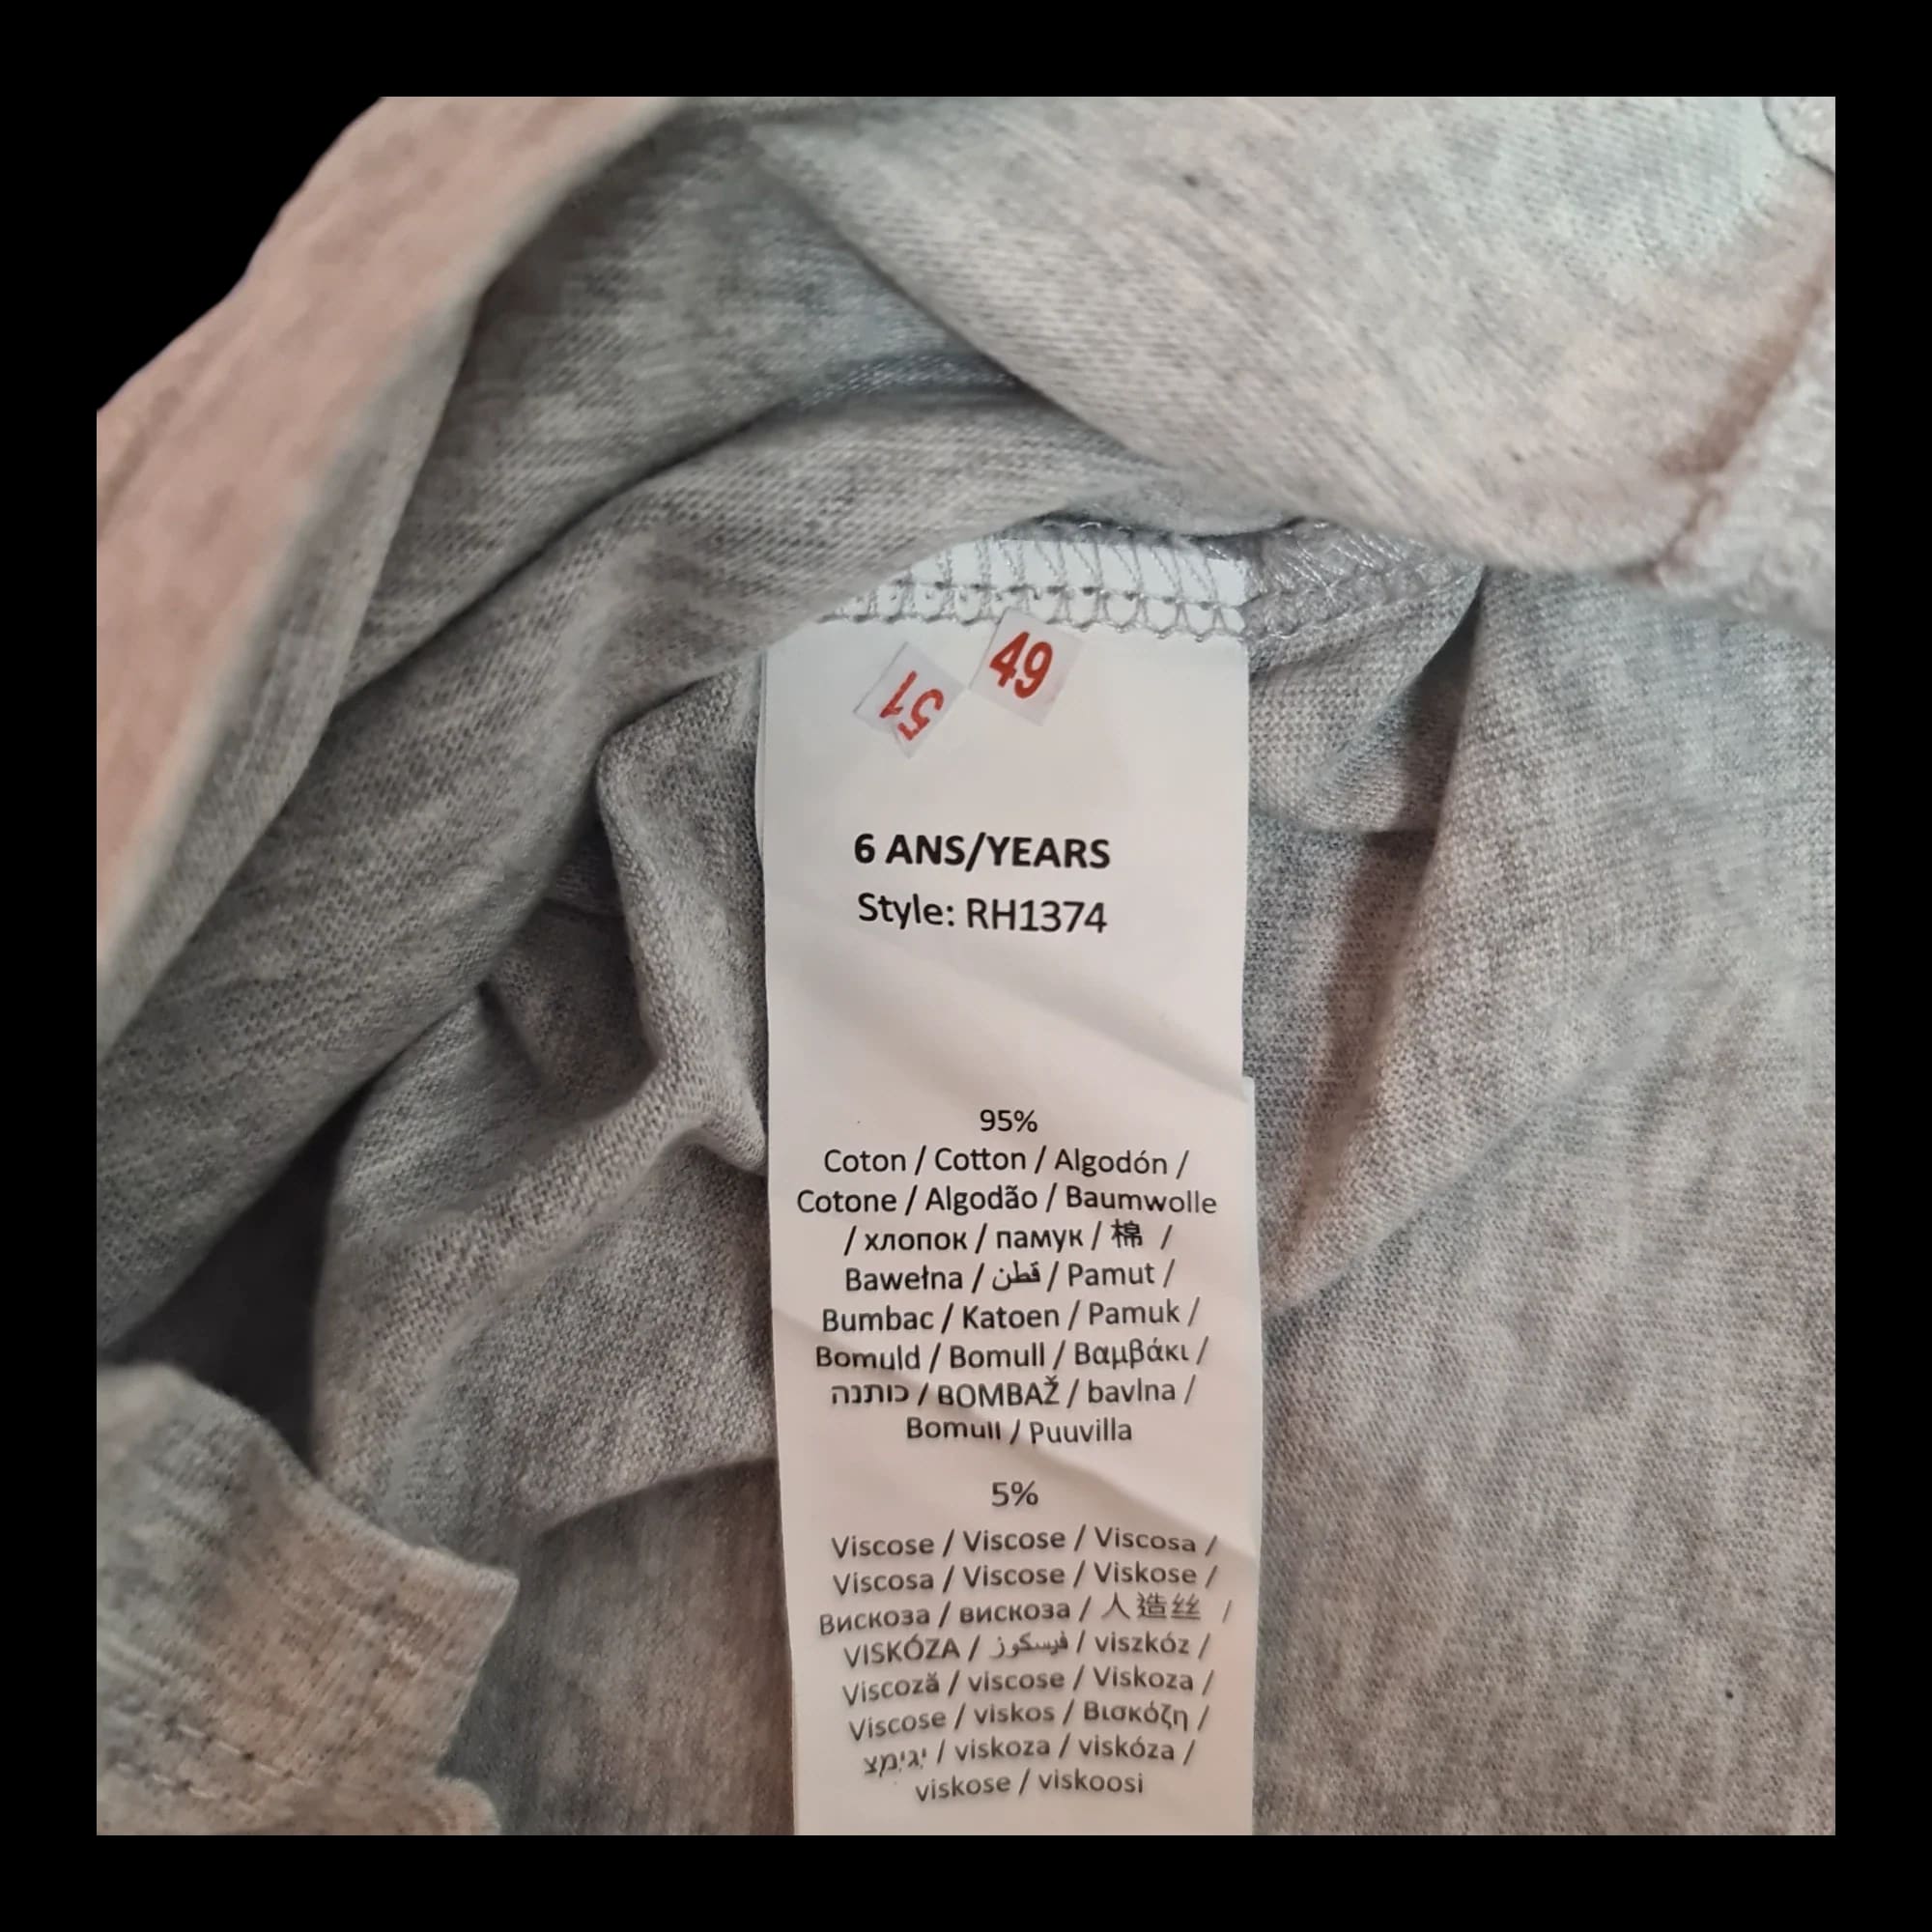 51
49
6 ANS/YEARS
Style: RH1374
95%
Coton / Cotton / Algodón /
Cotone / Algodão / Baumwolle
/ хлопок / памук / 棉 /
Bawełna / قطن / Pamut /
Bumbac / Katoen / Pamuk /
Bomuld / Bomull / Βαμβάκι /
כותנה / BOMBAŽ / bavlna /
Bomull / Puuvilla
5%
Viscose / Viscose / Viscosa /
Viscosa / Viscose / Viskose /
Вискоза / вискоза / 人造丝 /
VISKÓZA / فيسكوز / viszkóz /
Viscoză / viscose / Viskoza /
Viscose / viskos / Βισκόζη /
/ viskoza / viskóza /
viskose / viskoosi